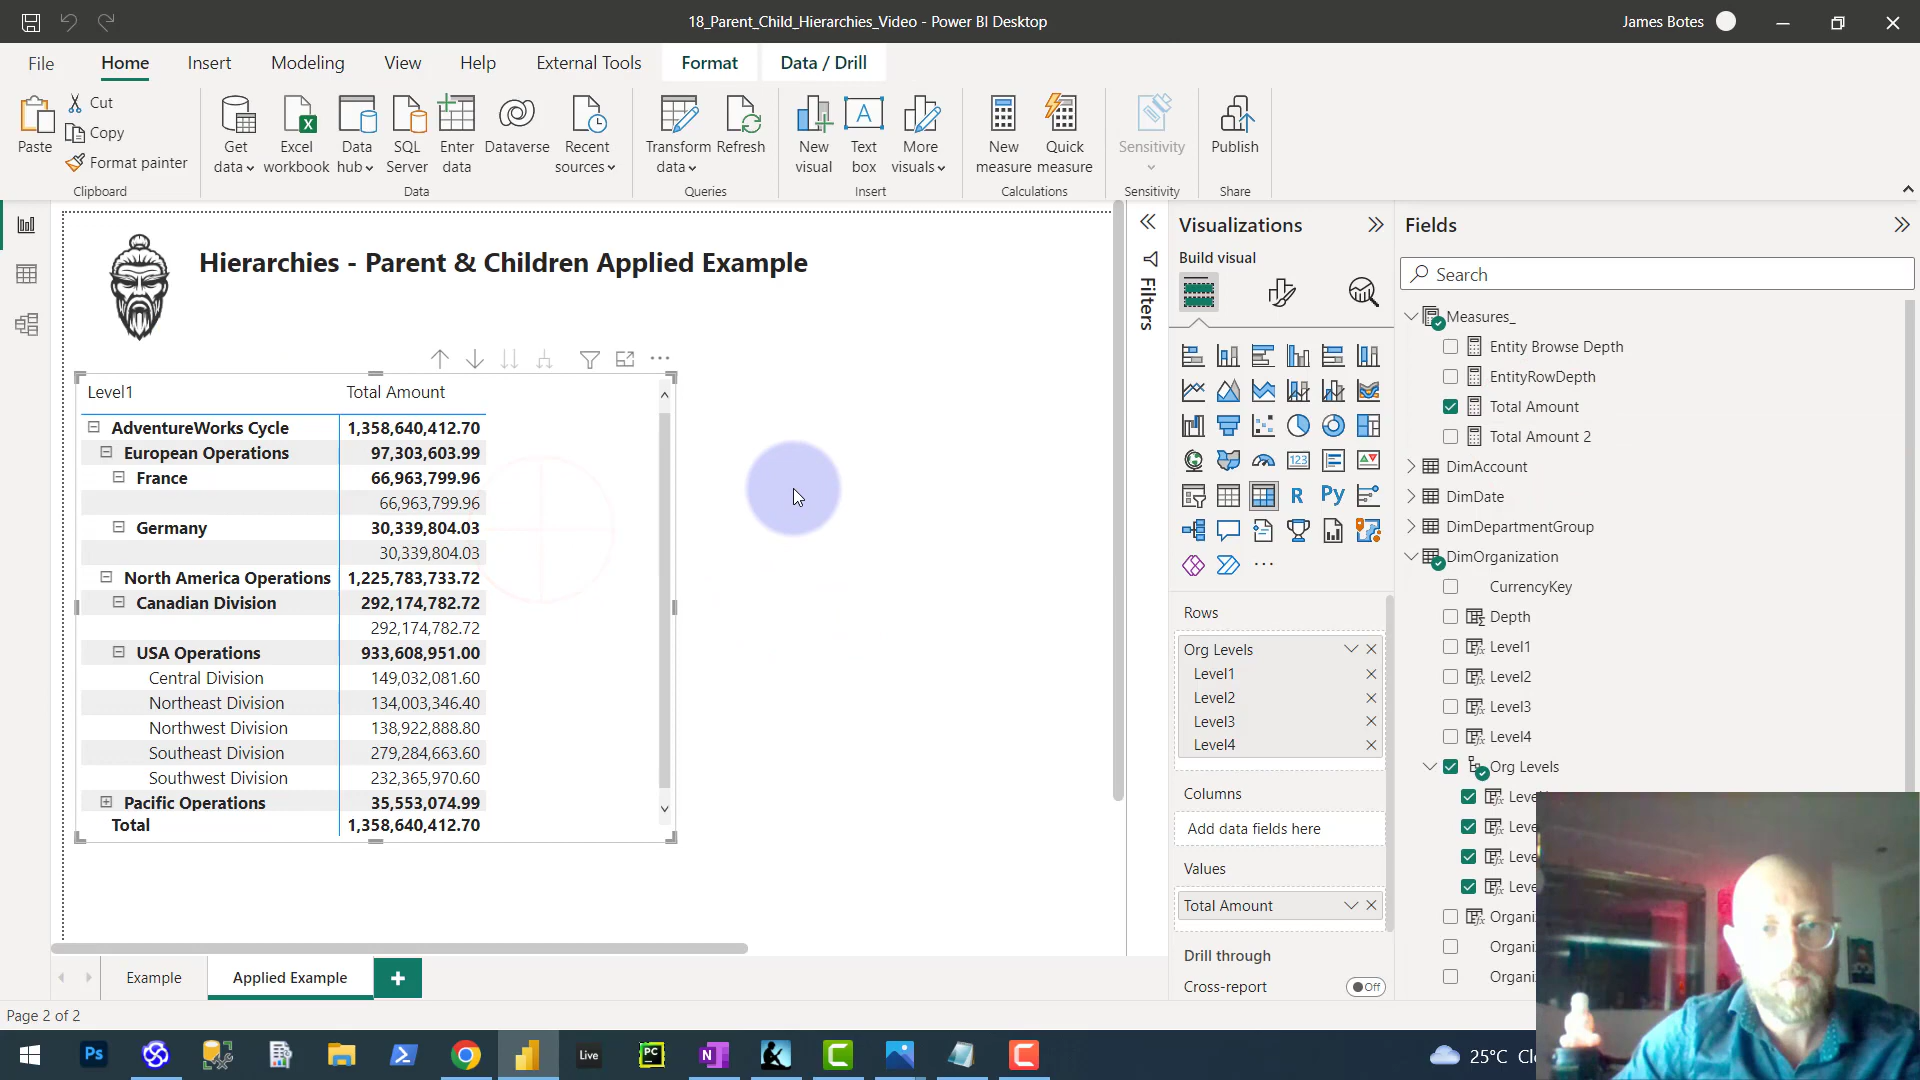 18_Parent_Child_Hierarchies_Video - Power BI Desktop
James Botes
File Home Insert Modeling View Help External Tools Format Data / Drill
Paste
Cut
Copy
Format painter
Clipboard
Get data
Excel workbook
Data hub
SQL Server
Enter data
Dataverse
Recent sources
Data
Transform data
Refresh
Queries
New visual
Text box
More visuals
Insert
New measure
Quick measure
Calculations
Sensitivity
Sensitivity
Publish
Share
Hierarchies - Parent & Children Applied Example
Level1 Total Amount
AdventureWorks Cycle 1,358,640,412.70
European Operations 97,303,603.99
France 66,963,799.96
66,963,799.96
Germany 30,339,804.03
30,339,804.03
North America Operations 1,225,783,733.72
Canadian Division 292,174,782.72
292,174,782.72
USA Operations 933,608,951.00
Central Division 149,032,081.60
Northeast Division 134,003,346.40
Northwest Division 138,922,888.80
Southeast Division 279,284,663.60
Southwest Division 232,365,970.60
Pacific Operations 35,553,074.99
Total 1,358,640,412.70
Filters
Visualizations
Build visual
123
R
Py
Rows
Org Levels
Level1
Level2
Level3
Level4
Columns
Add data fields here
Values
Total Amount
Drill through
Cross-report
Off
Fields
Search
Measures_
Entity Browse Depth
EntityRowDepth
Total Amount
Total Amount 2
DimAccount
DimDate
DimDepartmentGroup
DimOrganization
CurrencyKey
Depth
Level1
Level2
Level3
Level4
Org Levels
Example
Applied Example
Page 2 of 2
Ps
Live
PC
N
C
C
25°C